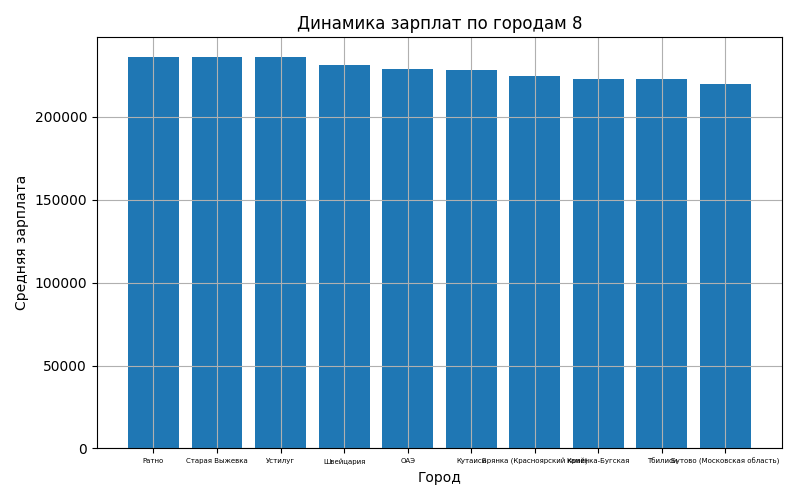 Динамика зарплат по городам 8
Средняя зарплата
200000
150000
100000
50000
0
Ратно
Старая Выжевка
Устилуг
Швейцария
ОАЭ
Кутаиси
Брянка (Красноярский край)
Каменка-Бугская
Тбилиси
Бутово (Московская область)
Город